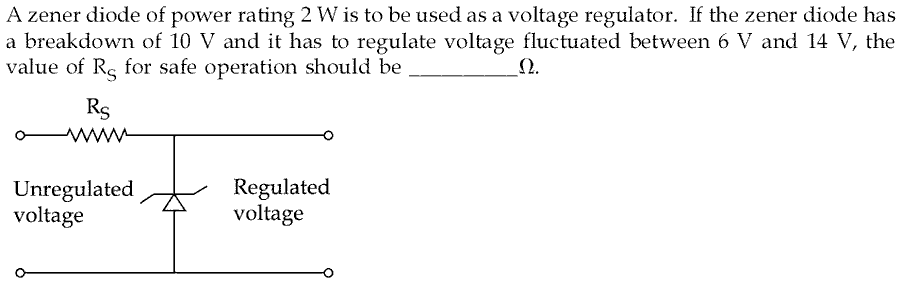 A zener diode of power rating 2 W is to be used as a voltage regulator. If the zener diode has
a breakdown of 10 V and it has to regulate voltage fluctuated between 6 V and 14 V, the
value of R_S for safe operation should be __________Ω.
R_S
Unregulated
voltage
Regulated
voltage